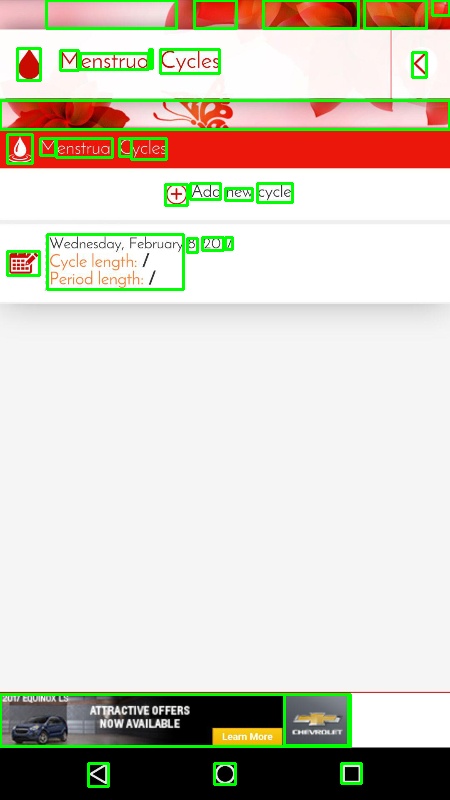 Menstrual Cycles
Menstrual Cycles
Add new cycle
Wednesday, February 8, 2017
Cycle length: /
Period length: /
2017 EQUINOX LS
ATTRACTIVE OFFERS
NOW AVAILABLE
Learn More
CHEVROLET